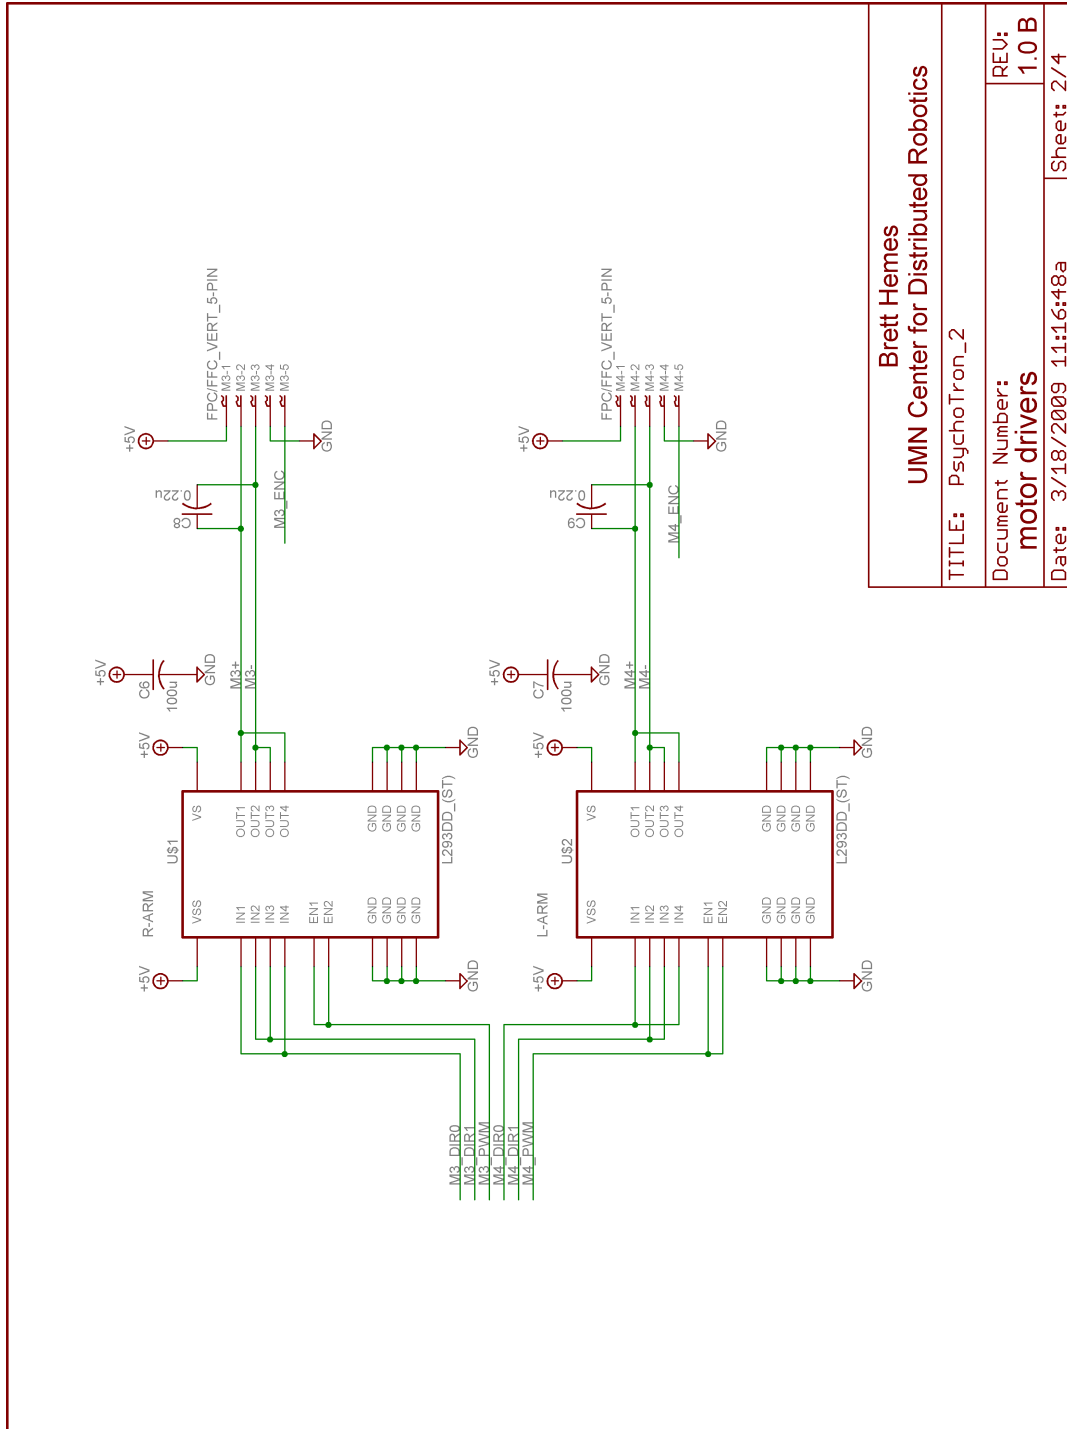 +5V
FPC/FFC_VERT_5-PIN
M3-1
M3-2
M3-3
M3-4
M3-5
GND
0.22u
C8
M3_ENC
+5V
C6
100u
GND
M3+
M3-
+5V
GND
R-ARM
U$1
L293DD_(ST)
VS
OUT1
OUT2
OUT3
OUT4
GND
GND
GND
GND
VSS
IN1
IN2
IN3
IN4
EN1
EN2
GND
GND
GND
GND
+5V
GND
M3_DIR0
M3_DIR1
M3_PWM
M4_DIR0
M4_DIR1
M4_PWM
+5V
FPC/FFC_VERT_5-PIN
M4-1
M4-2
M4-3
M4-4
M4-5
GND
0.22u
C9
M4_ENC
+5V
C7
100u
GND
M4+
M4-
+5V
GND
L-ARM
U$2
L293DD_(ST)
VS
OUT1
OUT2
OUT3
OUT4
GND
GND
GND
GND
VSS
IN1
IN2
IN3
IN4
EN1
EN2
GND
GND
GND
GND
+5V
GND
Brett Hemes
UMN Center for Distributed Robotics
TITLE: PsychoTron_2
Document Number:
motor drivers
REV:
1.0 B
Date: 3/18/2009 11:16:48a
Sheet: 2/4